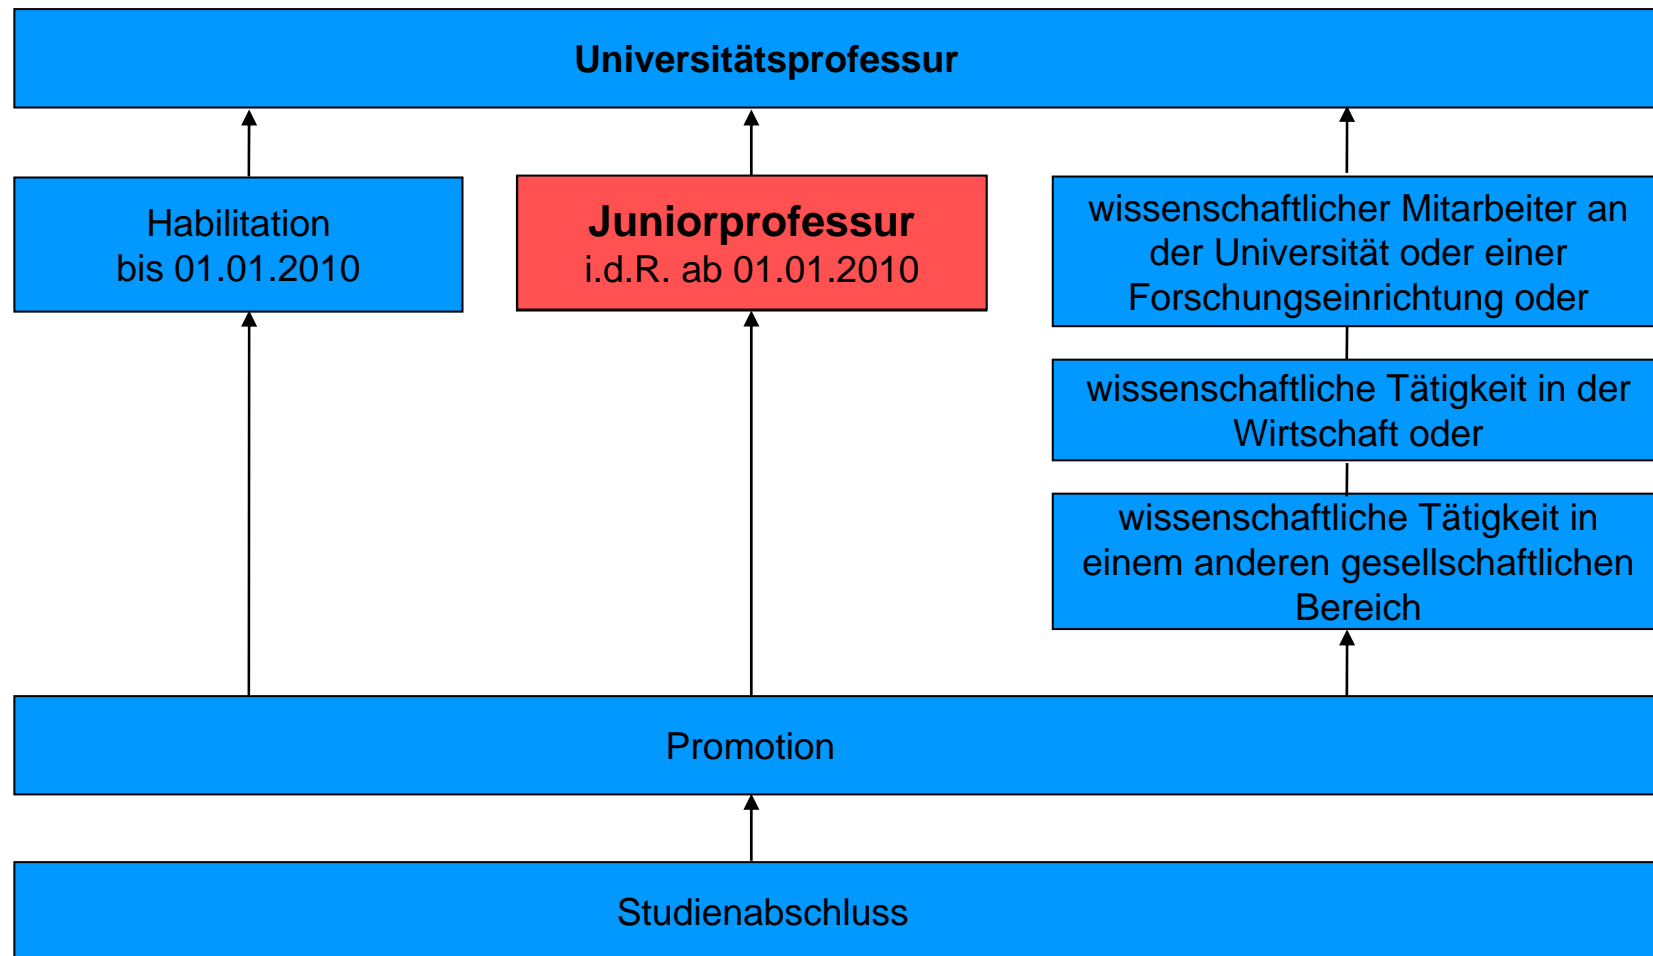 Universitätsprofessur
Habilitation
bis 01.01.2010
Juniorprofessur
i.d.R. ab 01.01.2010
wissenschaftlicher Mitarbeiter an
der Universität oder einer
Forschungseinrichtung oder
wissenschaftliche Tätigkeit in der
Wirtschaft oder
wissenschaftliche Tätigkeit in
einem anderen gesellschaftlichen
Bereich
Promotion
Studienabschluss